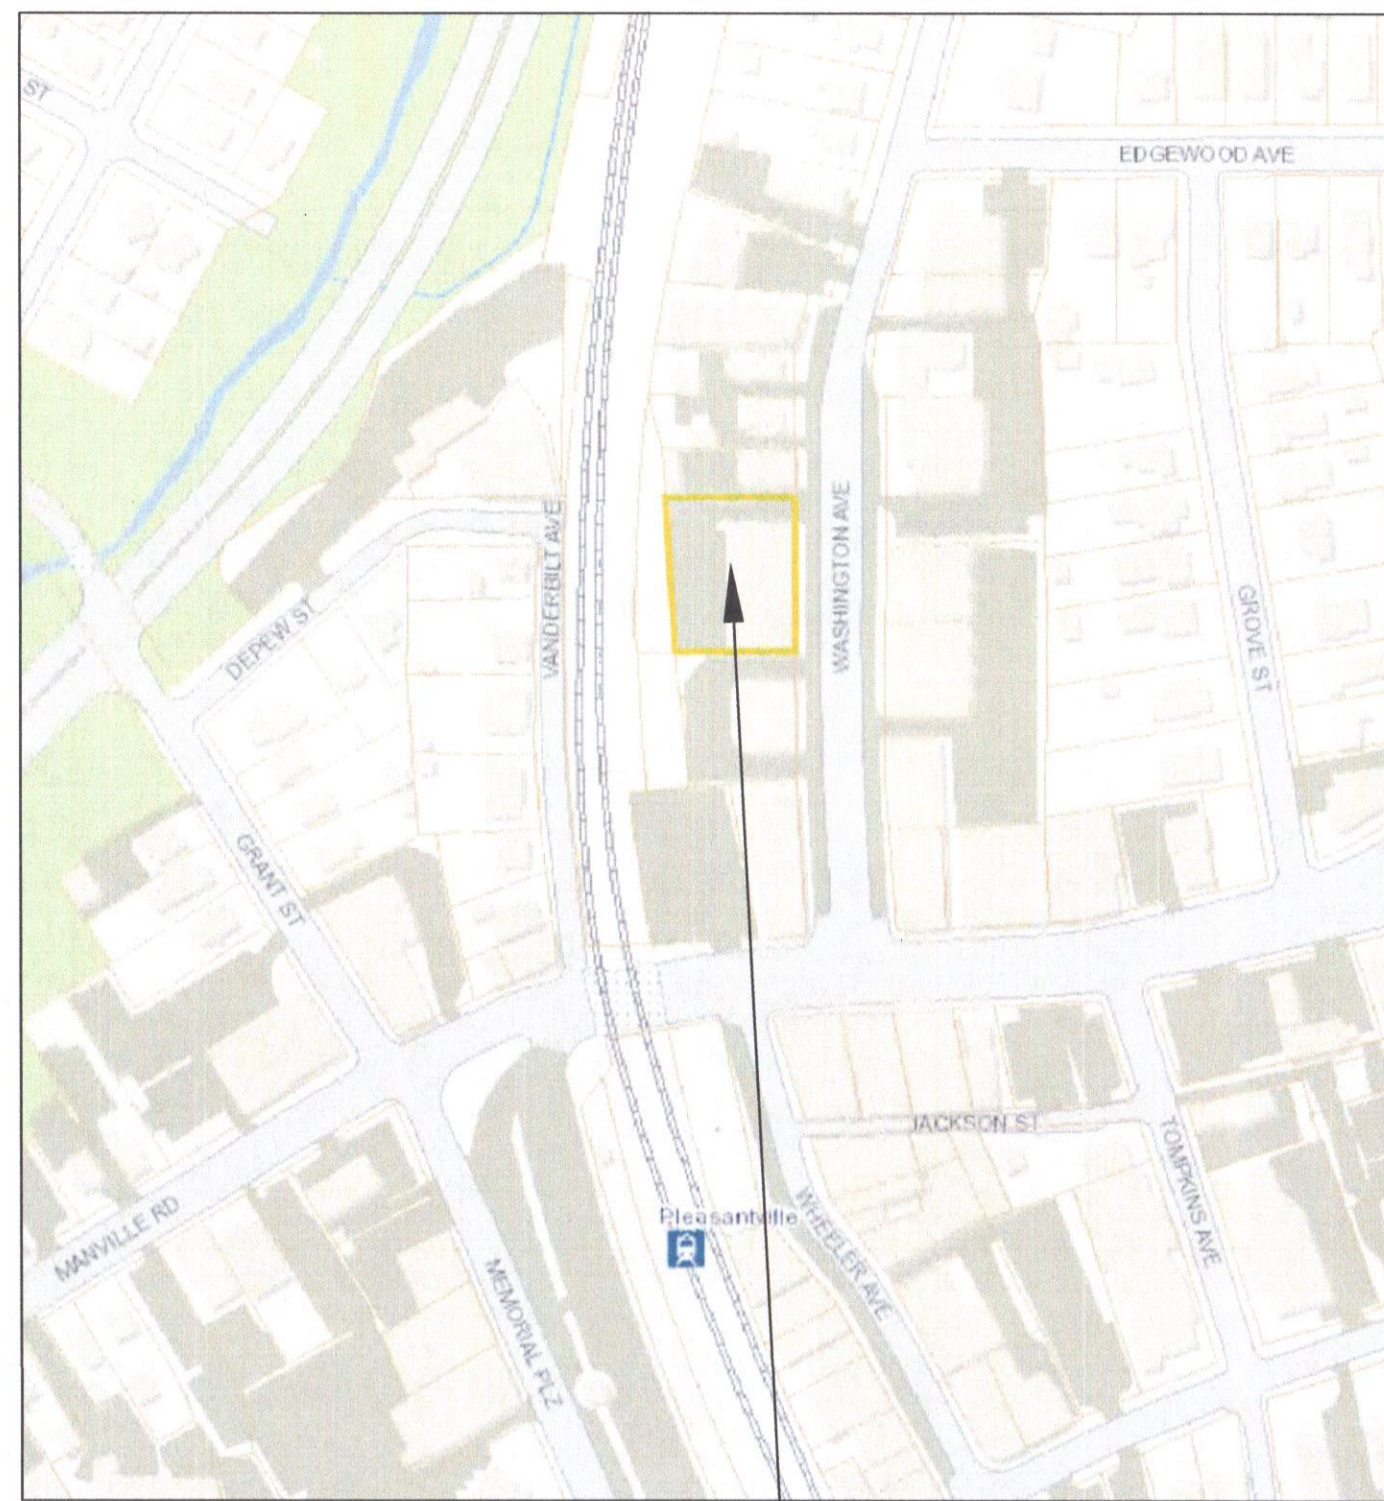 ST
EDGEWOOD AVE
VANDERBILT AVE
WASHINGTON AVE
DEPEW ST
GROVE ST
GRANT ST
JACKSON ST
TOMPKINS AVE
Pleasantville
WHEELER AVE
MANVILLE RD
MEMORIAL PLZ